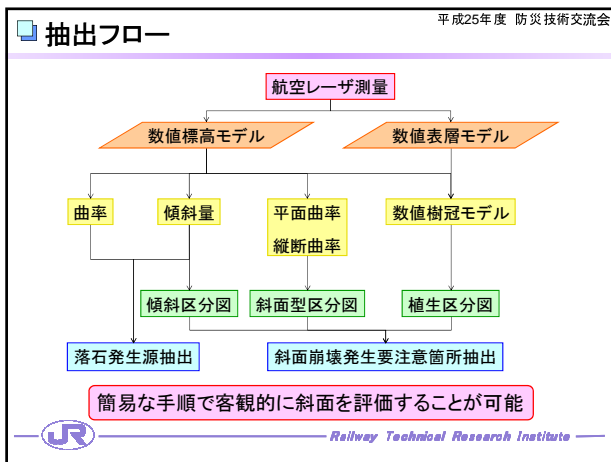 平成25年度 防災技術交流会
抽出フロー
航空レーザ測量
数値標高モデル
数値表層モデル
曲率
傾斜量
平面曲率
縦断曲率
数値樹冠モデル
傾斜区分図
斜面型区分図
植生区分図
落石発生源抽出
斜面崩壊発生要注意箇所抽出
簡易な手順で客観的に斜面を評価することが可能
JR
Railway Technical Research Institute